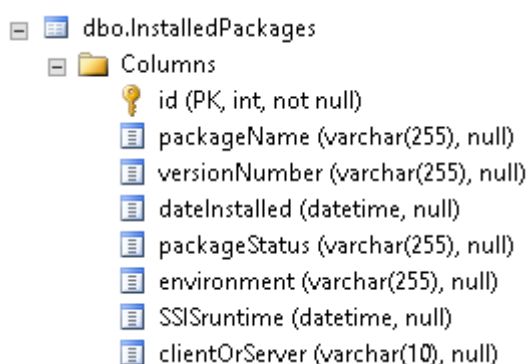 dbo.InstalledPackages
Columns
id (PK, int, not null)
packageName (varchar(255), null)
versionNumber (varchar(255), null)
dateInstalled (datetime, null)
packageStatus (varchar(255), null)
environment (varchar(255), null)
SSISruntime (datetime, null)
clientOrServer (varchar(10), null)